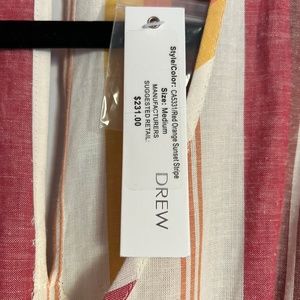 Style/Color: CA5331/Red Orange Sunset Stripe
Size: Medium
MANUFACTURERS
SUGGESTED RETAIL:
$231.00
DREW